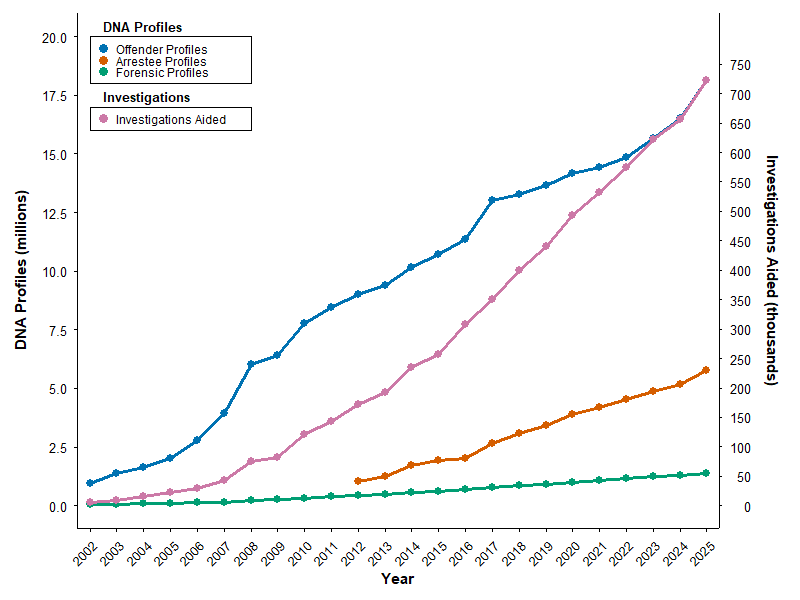 DNA Profiles
Offender Profiles
Arrestee Profiles
Forensic Profiles
Investigations
Investigations Aided
DNA Profiles (millions)
20.0
17.5
15.0
12.5
10.0
7.5
5.0
2.5
0.0
750
700
650
600
550
500
450
400
350
300
250
200
150
100
50
0
Investigations Aided (thousands)
2002 2003 2004 2005 2006 2007 2008 2009 2010 2011 2012 2013 2014 2015 2016 2017 2018 2019 2020 2021 2022 2023 2024 2025
Year